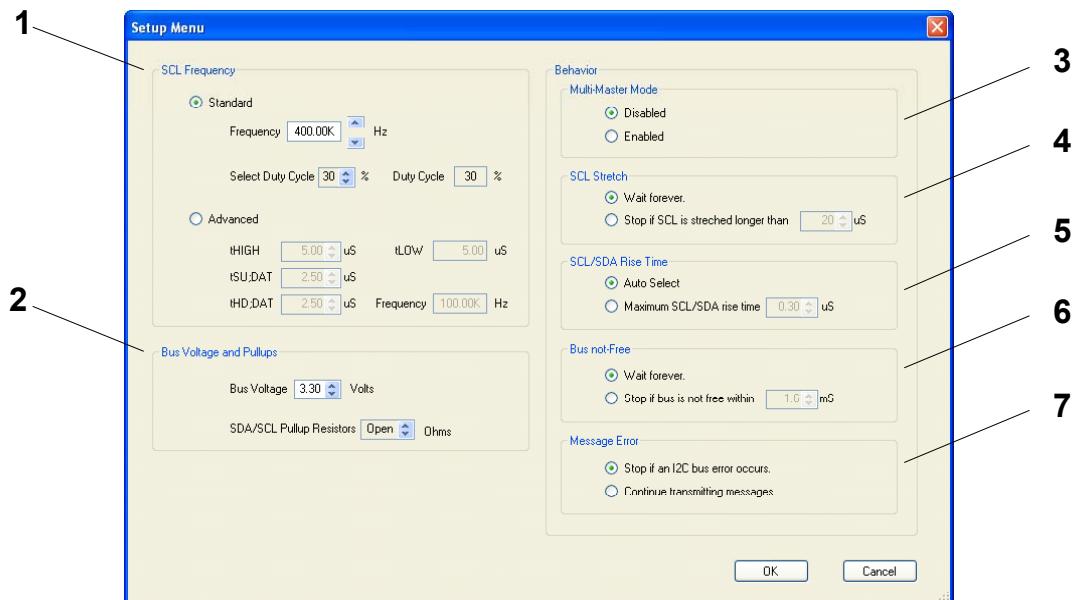 1
Setup Menu
SCL Frequency
Standard
Frequency 400.00K Hz
Select Duty Cycle 30 % Duty Cycle 30 %
Advanced
tHIGH 5.00 uS tLOW 5.00 uS
tSU;DAT 2.50 uS
tHD;DAT 2.50 uS Frequency 100.00K Hz
2
Bus Voltage and Pullups
Bus Voltage 3.30 Volts
SDA/SCL Pullup Resistors Open Ohms
Behavior
3
Multi-Master Mode
Disabled
Enabled
4
SCL Stretch
Wait forever.
Stop if SCL is streched longer than 20 uS
5
SCL/SDA Rise Time
Auto Select
Maximum SCL/SDA rise time 0.30 uS
6
Bus not-Free
Wait forever.
Stop if bus is not free within 1.0 mS
7
Message Error
Stop if an I2C bus error occurs.
Continue transmitting messages
OK Cancel